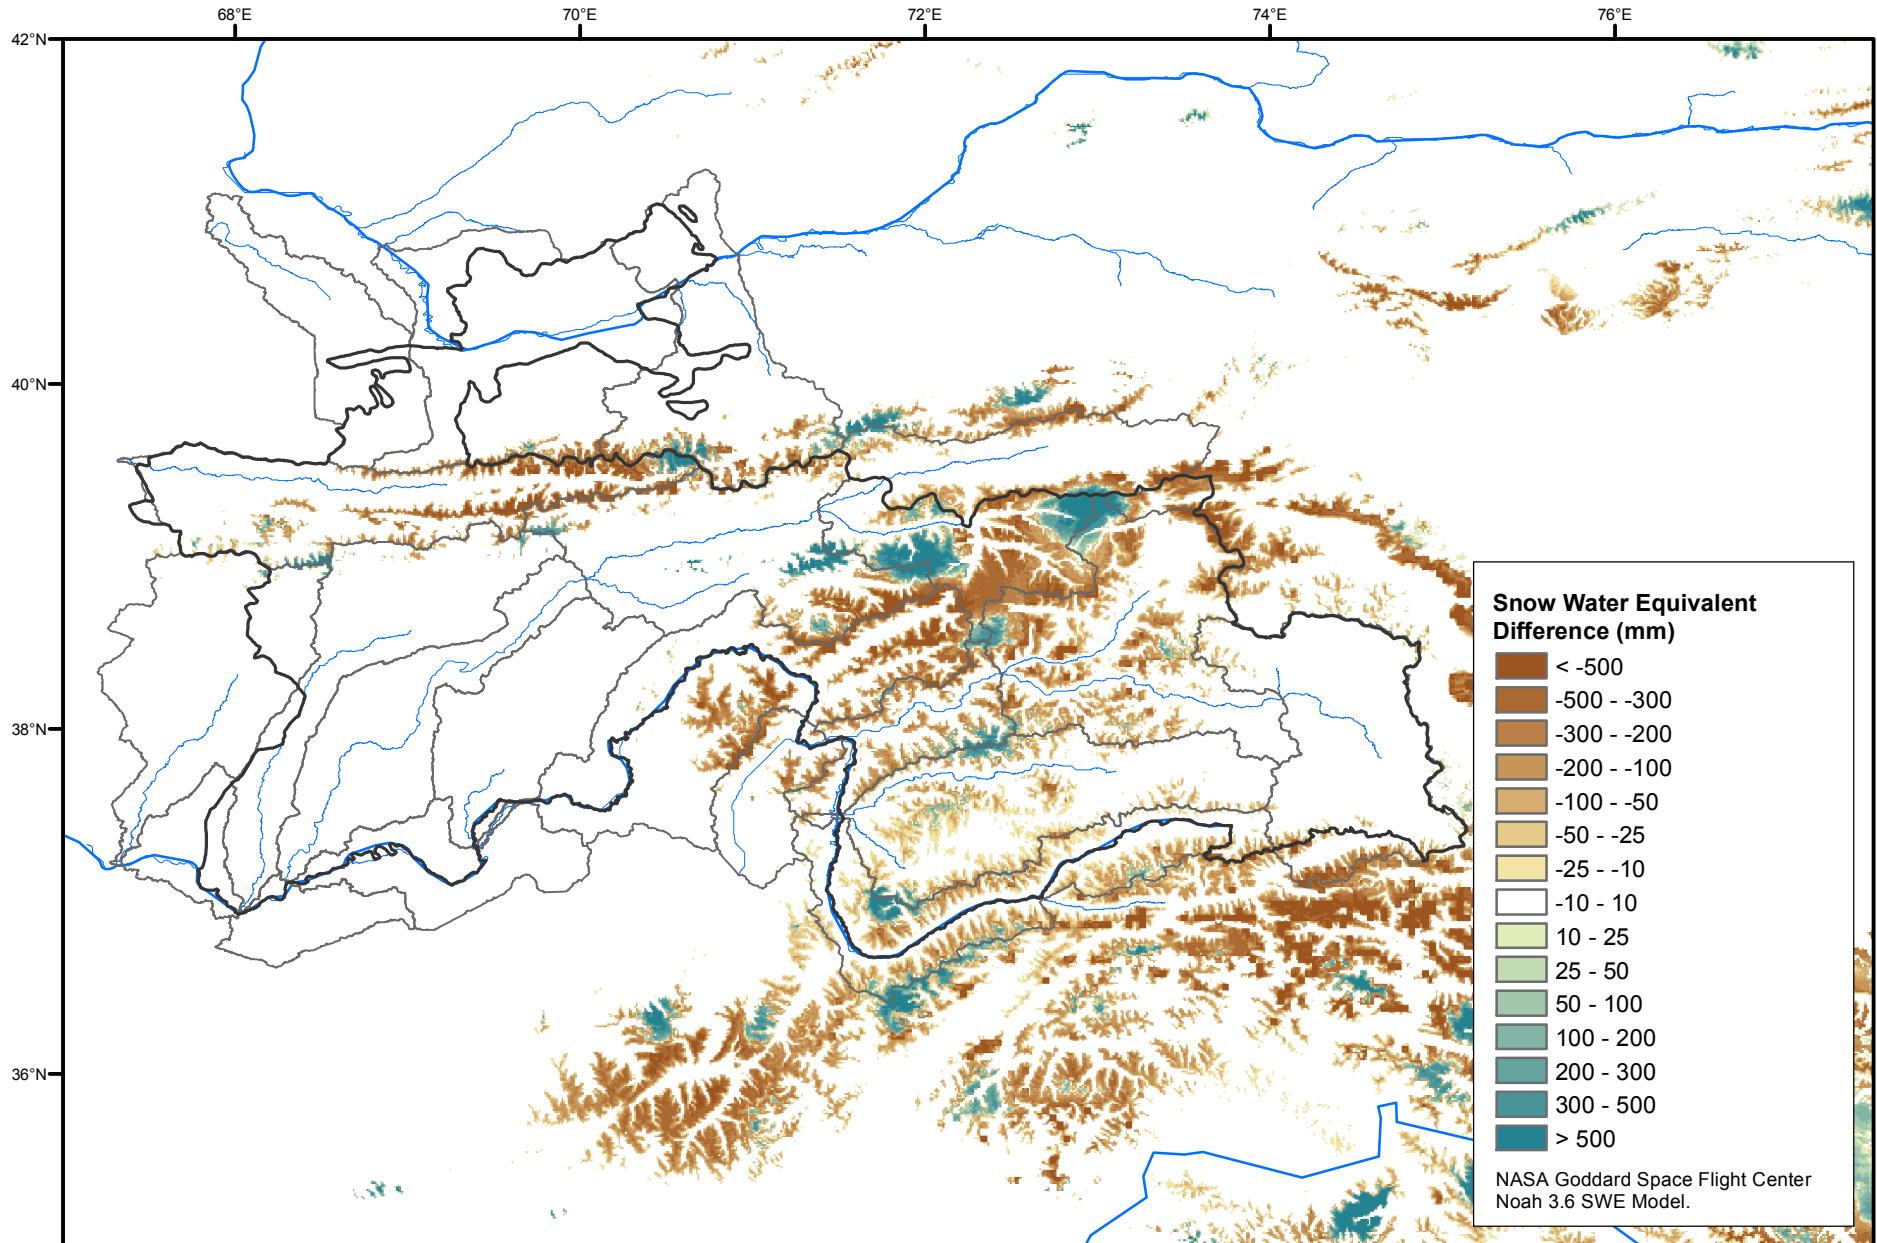 68°E 70°E 72°E 74°E 76°E
42°N
40°N
38°N
36°N
Snow Water Equivalent
Difference (mm)
< -500
-500 - -300
-300 - -200
-200 - -100
-100 - -50
-50 - -25
-25 - -10
-10 - 10
10 - 25
25 - 50
50 - 100
100 - 200
200 - 300
300 - 500
> 500
NASA Goddard Space Flight Center
Noah 3.6 SWE Model.